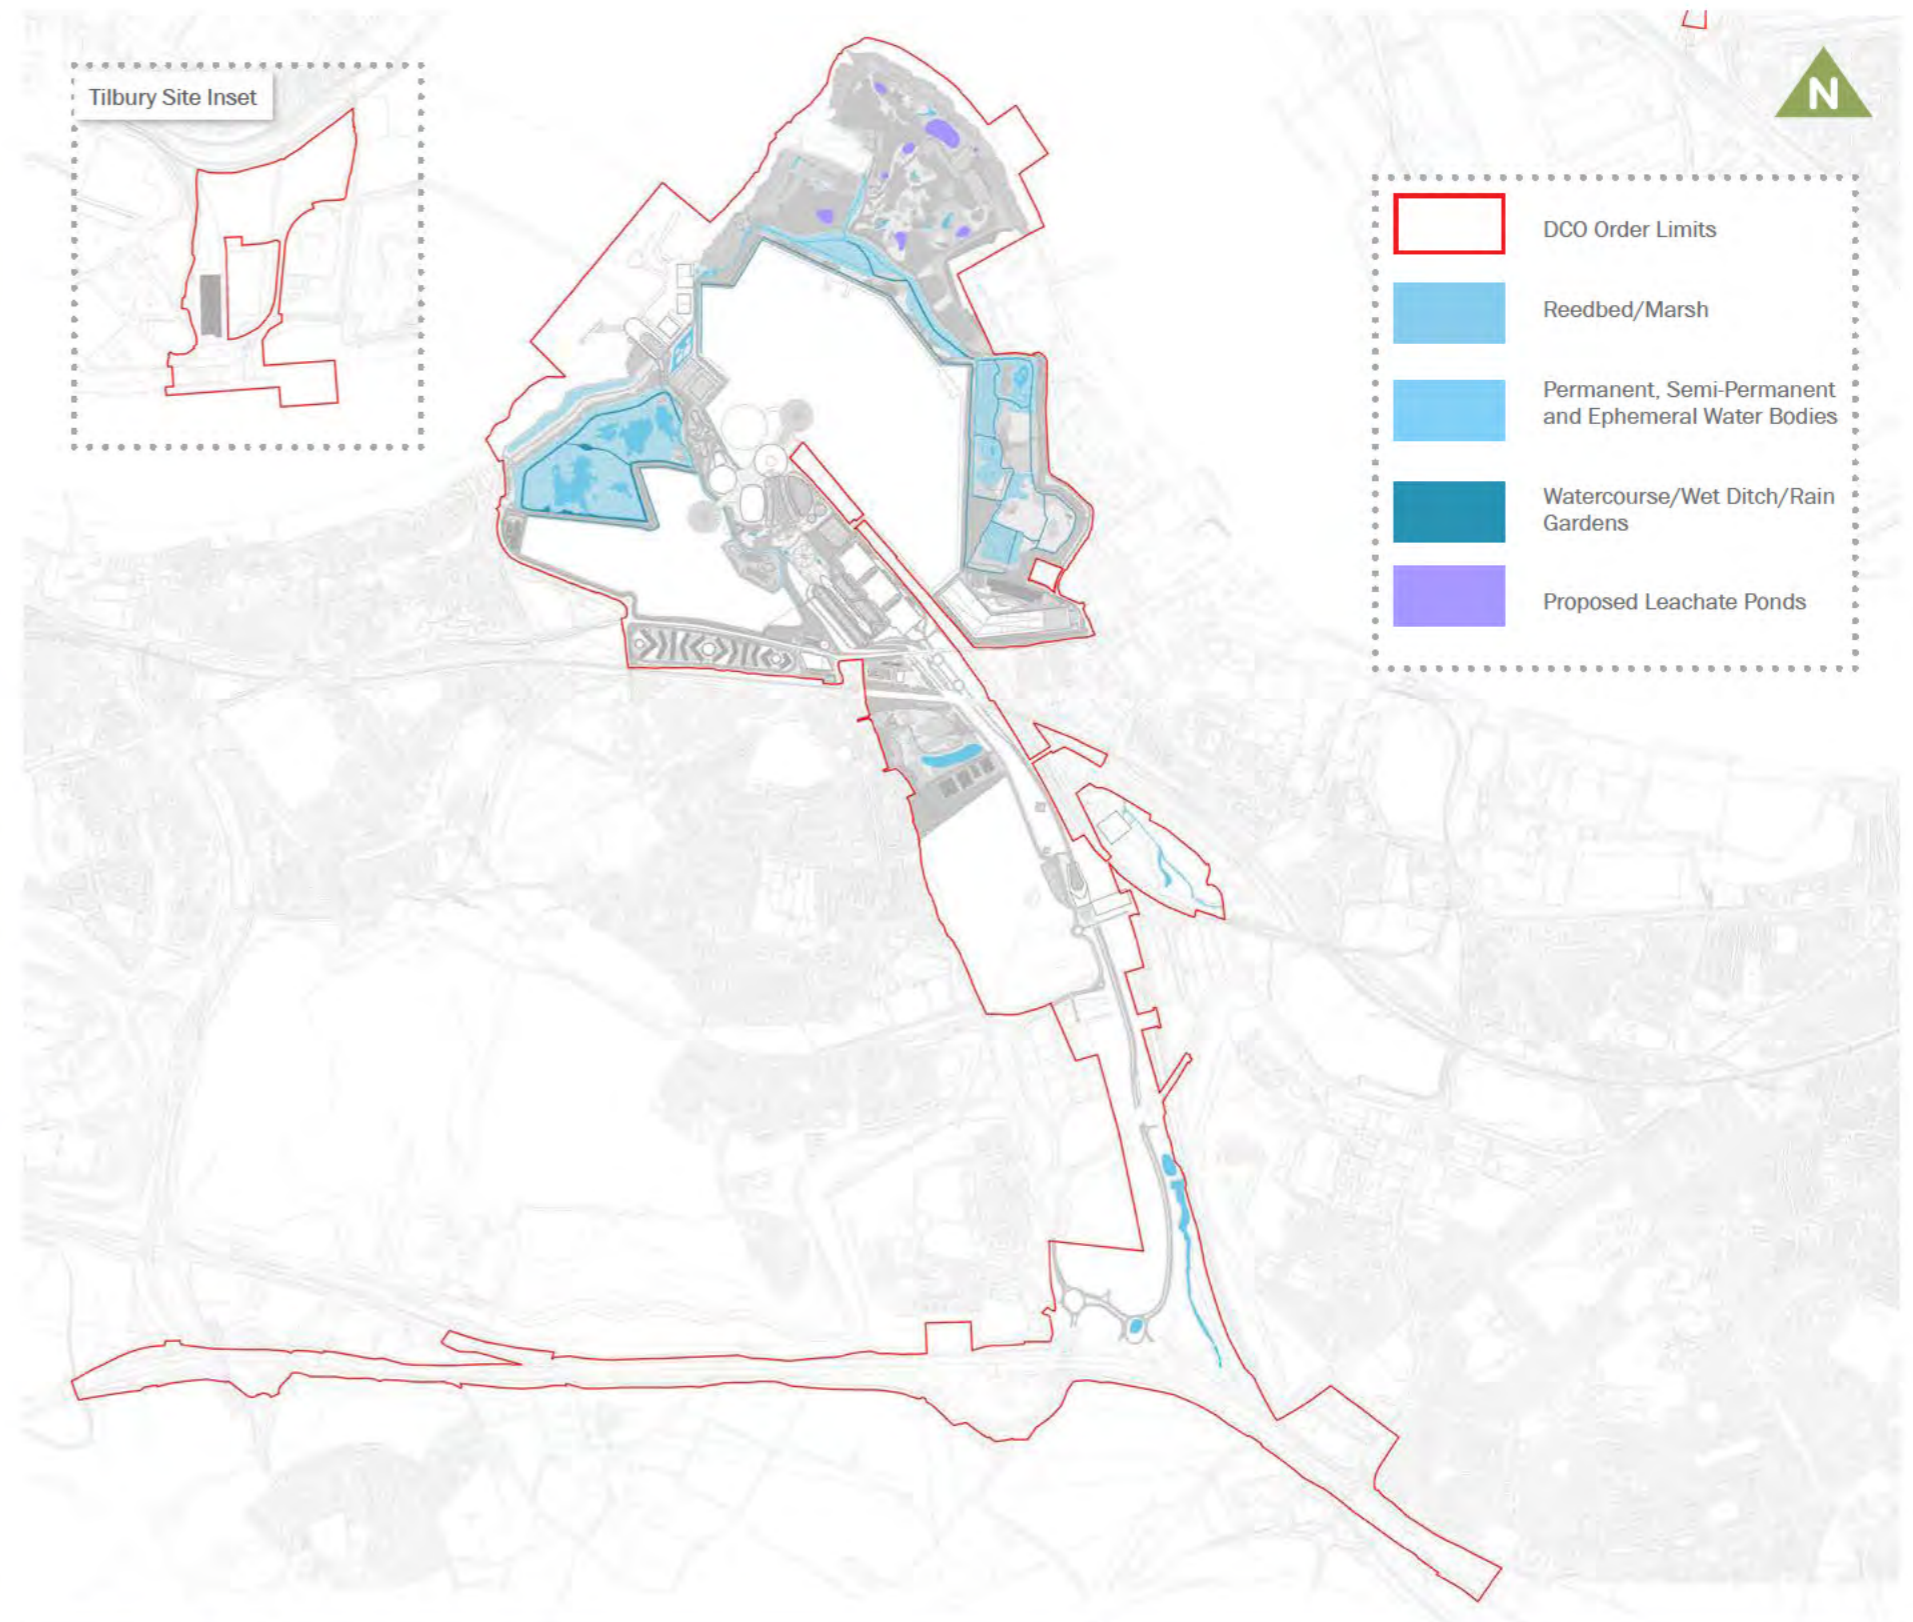 Tilbury Site Inset
N
DCO Order Limits
Reedbed/Marsh
Permanent, Semi-Permanent
and Ephemeral Water Bodies
Watercourse/Wet Ditch/Rain
Gardens
Proposed Leachate Ponds